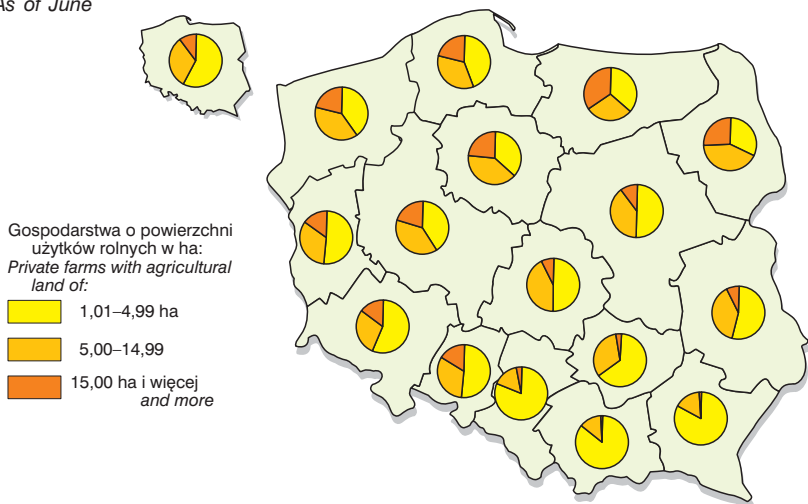 As of June
Gospodarstwa o powierzchni
użytków rolnych w ha:
Private farms with agricultural
land of:
1,01–4,99 ha
5,00–14,99
15,00 ha i więcej
and more